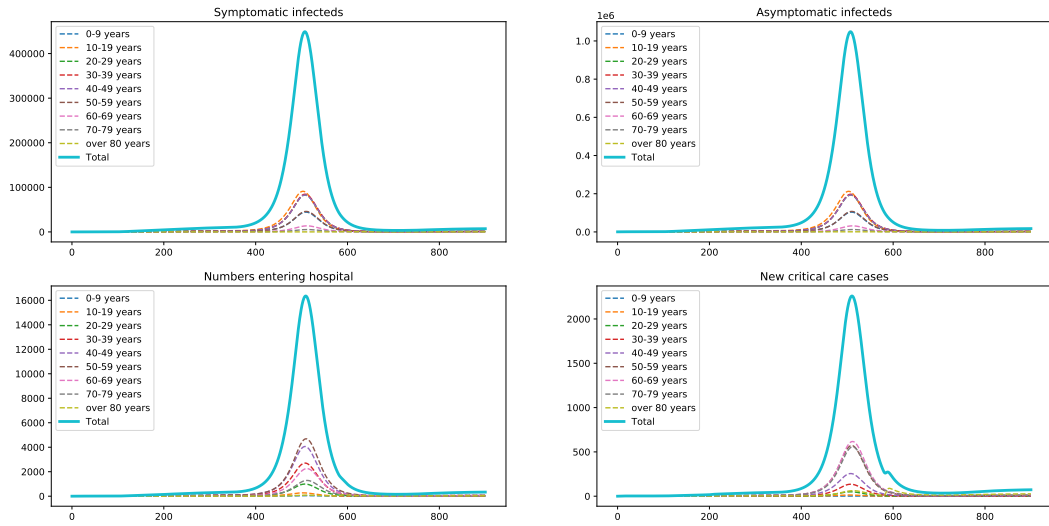 Symptomatic infecteds
400000
300000
200000
100000
0
0-9 years
10-19 years
20-29 years
30-39 years
40-49 years
50-59 years
60-69 years
70-79 years
over 80 years
Total
0 200 400 600 800
Asymptomatic infecteds
1e6
1.0
0.8
0.6
0.4
0.2
0.0
0-9 years
10-19 years
20-29 years
30-39 years
40-49 years
50-59 years
60-69 years
70-79 years
over 80 years
Total
0 200 400 600 800
Numbers entering hospital
16000
14000
12000
10000
8000
6000
4000
2000
0
0-9 years
10-19 years
20-29 years
30-39 years
40-49 years
50-59 years
60-69 years
70-79 years
over 80 years
Total
0 200 400 600 800
New critical care cases
2000
1500
1000
500
0
0-9 years
10-19 years
20-29 years
30-39 years
40-49 years
50-59 years
60-69 years
70-79 years
over 80 years
Total
0 200 400 600 800